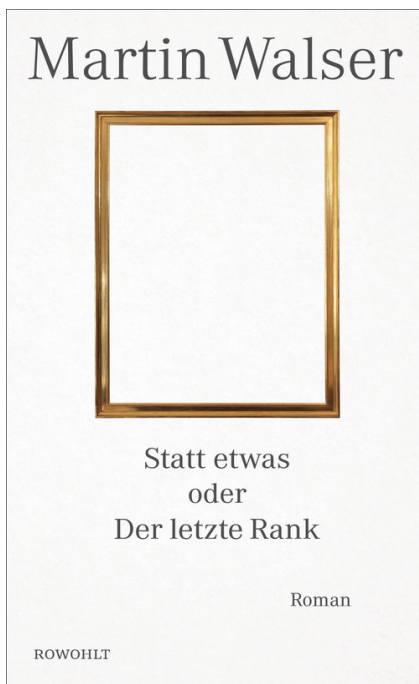 Martin Walser
Statt etwas
oder
Der letzte Rank
Roman
ROWOHLT